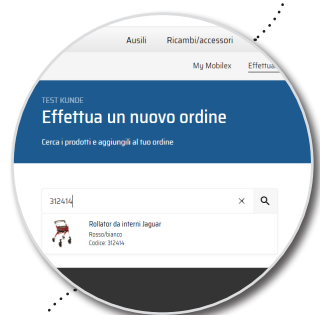 Ausili Ricambi/accessori
My Mobilex
TEST KUNDE
Effettua un nuovo ordine
Cerca i prodotti e aggiungili al tuo ordine
312414
Rollator da interni Jaguar
Rosso/bianco
Codice: 312414